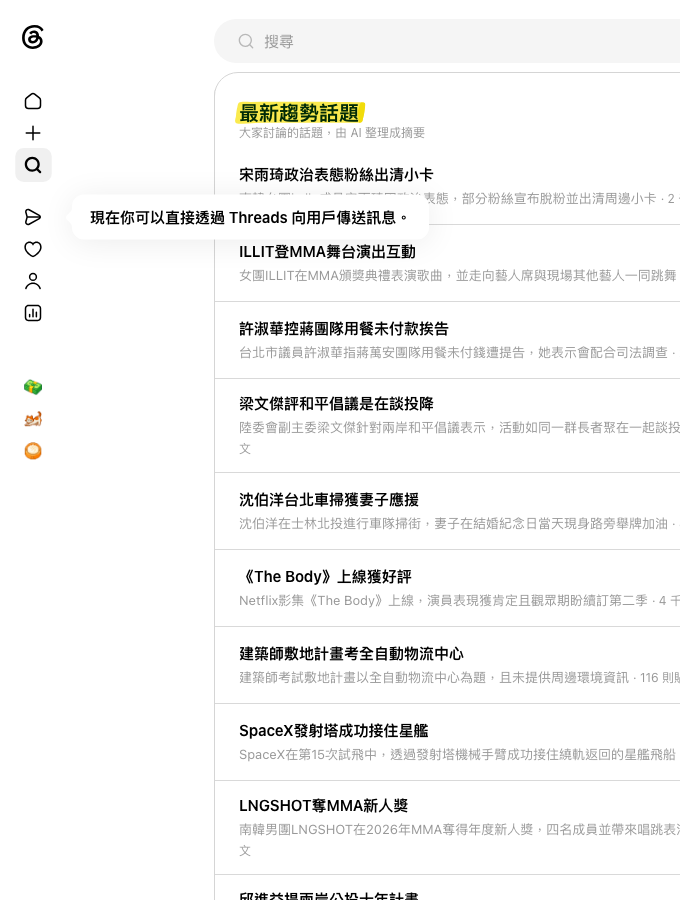 搜尋
最新趨勢話題
大家討論的話題，由 AI 整理成摘要
宋雨琦政治表態粉絲出清小卡
表態，部分粉絲宣布脫粉並出清周邊小卡 · 2
現在你可以直接透過 Threads 向用戶傳送訊息。
ILLIT登MMA舞台演出互動
女團ILLIT在MMA頒獎典禮表演歌曲，並走向藝人席與現場其他藝人一同跳舞
許淑華控蔣團隊用餐未付款挨告
台北市議員許淑華指蔣萬安團隊用餐未付錢遭提告，她表示會配合司法調查 ·
梁文傑評和平倡議是在談投降
陸委會副主委梁文傑針對兩岸和平倡議表示，活動如同一群長者聚在一起談投
文
沈伯洋台北車掃獲妻子應援
沈伯洋在士林北投進行車隊掃街，妻子在結婚紀念日當天現身路旁舉牌加油 ·
《The Body》上線獲好評
Netflix影集《The Body》上線，演員表現獲肯定且觀眾期盼續訂第二季 · 4 千
建築師敷地計畫考全自動物流中心
建築師考試敷地計畫以全自動物流中心為題，且未提供周邊環境資訊 · 116 則
SpaceX發射塔成功接住星艦
SpaceX在第15次試飛中，透過發射塔機械手臂成功接住繞軌返回的星艦飛船
LNGSHOT奪MMA新人獎
南韓男團LNGSHOT在2026年MMA奪得年度新人獎，四名成員並帶來唱跳表
文